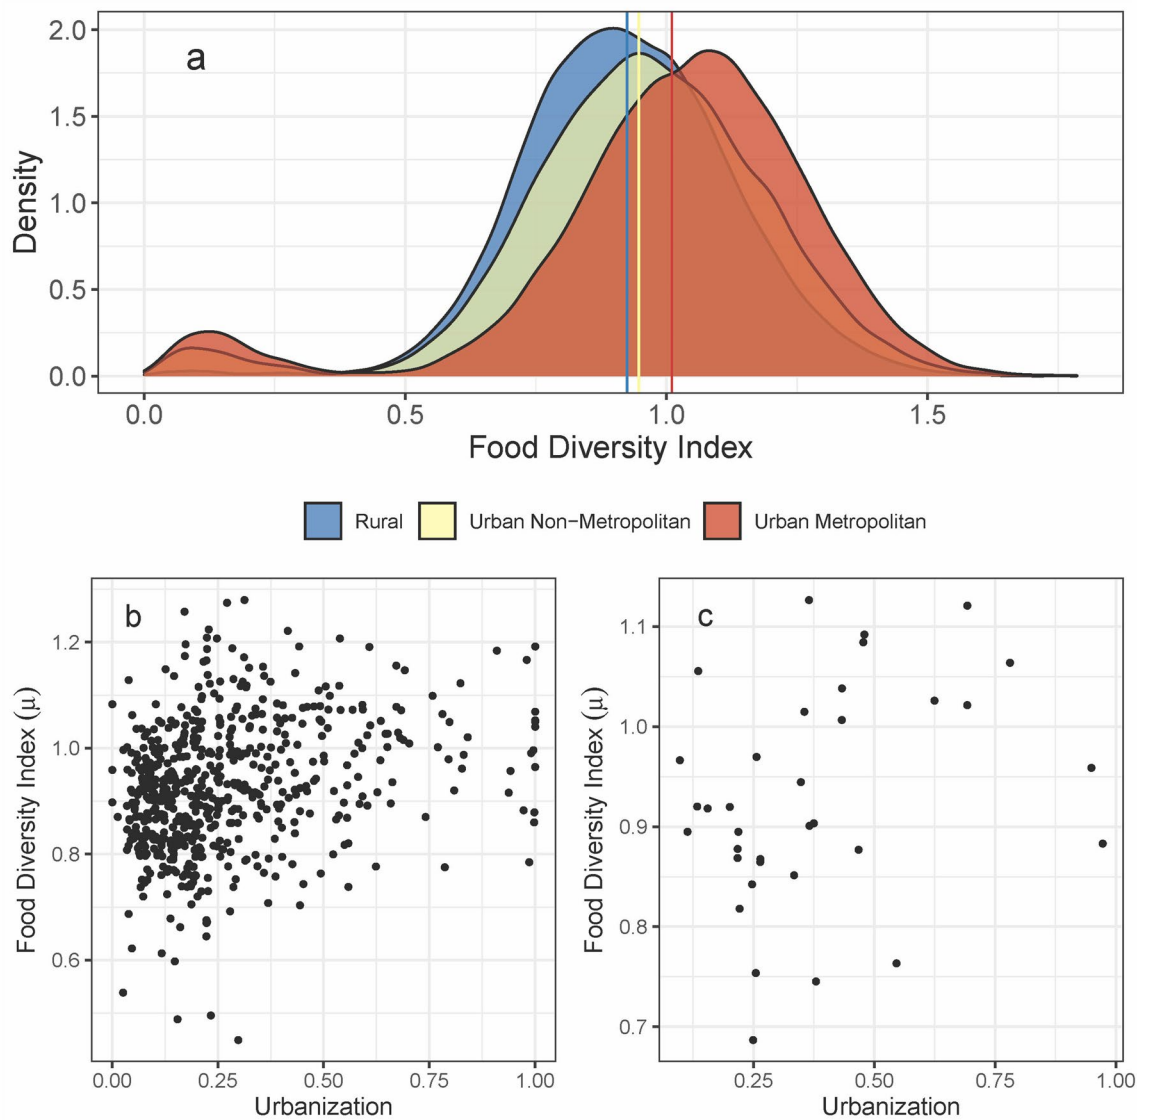 a
2.0
1.5
1.0
0.5
0.0
Density
0.0 0.5 1.0 1.5
Food Diversity Index
Rural Urban Non-Metropolitan Urban Metropolitan
b
1.2
1.0
0.8
0.6
Food Diversity Index (μ)
0.00 0.25 0.50 0.75 1.00
Urbanization
c
1.1
1.0
0.9
0.8
0.7
Food Diversity Index (μ)
0.25 0.50 0.75 1.00
Urbanization